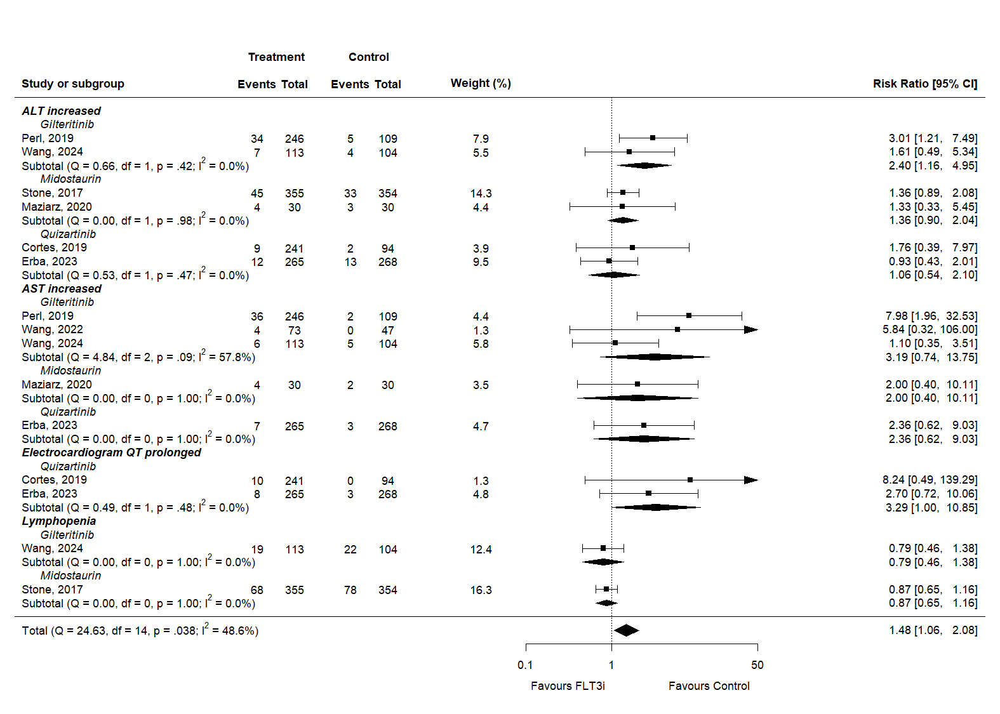 Treatment Control
Study or subgroup Events Total Events Total Weight (%) Risk Ratio [95% CI]
ALT increased
Gilteritinib
Perl, 2019 34 246 5 109 7.9 3.01 [1.21, 7.49]
Wang, 2024 7 113 4 104 5.5 1.61 [0.49, 5.34]
Subtotal (Q = 0.66, df = 1, p = .42; I² = 0.0%) 2.40 [1.16, 4.95]
Midostaurin
Stone, 2017 45 355 33 354 14.3 1.36 [0.89, 2.08]
Maziarz, 2020 4 30 3 30 4.4 1.33 [0.33, 5.45]
Subtotal (Q = 0.00, df = 1, p = .98; I² = 0.0%) 1.36 [0.90, 2.04]
Quizartinib
Cortes, 2019 9 241 2 94 3.9 1.76 [0.39, 7.97]
Erba, 2023 12 265 13 268 9.5 0.93 [0.43, 2.01]
Subtotal (Q = 0.53, df = 1, p = .47; I² = 0.0%) 1.06 [0.54, 2.10]
AST increased
Gilteritinib
Perl, 2019 36 246 2 109 4.4 7.98 [1.96, 32.53]
Wang, 2022 4 73 0 47 1.3 5.84 [0.32, 106.00]
Wang, 2024 6 113 5 104 5.8 1.10 [0.35, 3.51]
Subtotal (Q = 4.84, df = 2, p = .09; I² = 57.8%) 3.19 [0.74, 13.75]
Midostaurin
Maziarz, 2020 4 30 2 30 3.5 2.00 [0.40, 10.11]
Subtotal (Q = 0.00, df = 0, p = 1.00; I² = 0.0%) 2.00 [0.40, 10.11]
Quizartinib
Erba, 2023 7 265 3 268 4.7 2.36 [0.62, 9.03]
Subtotal (Q = 0.00, df = 0, p = 1.00; I² = 0.0%) 2.36 [0.62, 9.03]
Electrocardiogram QT prolonged
Quizartinib
Cortes, 2019 10 241 0 94 1.3 8.24 [0.49, 139.29]
Erba, 2023 8 265 3 268 4.8 2.70 [0.72, 10.06]
Subtotal (Q = 0.49, df = 1, p = .48; I² = 0.0%) 3.29 [1.00, 10.85]
Lymphopenia
Gilteritinib
Wang, 2024 19 113 22 104 12.4 0.79 [0.46, 1.38]
Subtotal (Q = 0.00, df = 0, p = 1.00; I² = 0.0%) 0.79 [0.46, 1.38]
Midostaurin
Stone, 2017 68 355 78 354 16.3 0.87 [0.65, 1.16]
Subtotal (Q = 0.00, df = 0, p = 1.00; I² = 0.0%) 0.87 [0.65, 1.16]
Total (Q = 24.63, df = 14, p = .038; I² = 48.6%) 1.48 [1.06, 2.08]
0.1 1 50
Favours FLT3i Favours Control